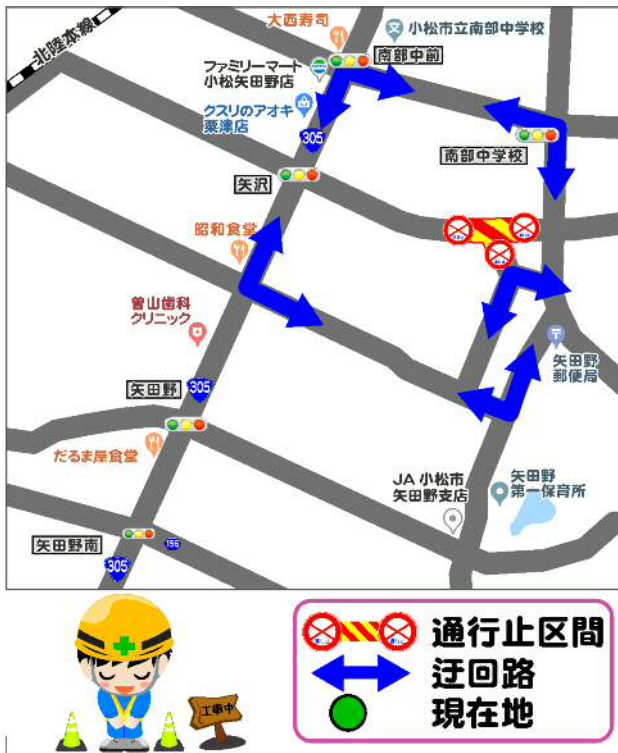 北陸本線
大西寿司
小松市立南部中学校
南部中前
ファミリーマート
小松矢田野店
クスリのアオキ
粟津店
305
南部中学校
矢沢
昭和食堂
曽山歯科
クリニック
矢田野
郵便局
矢田野
305
だるま屋食堂
JA 小松市
矢田野支店
矢田野
第一保育所
矢田野南
156
305
工事中
通行止区間
迂回路
現在地